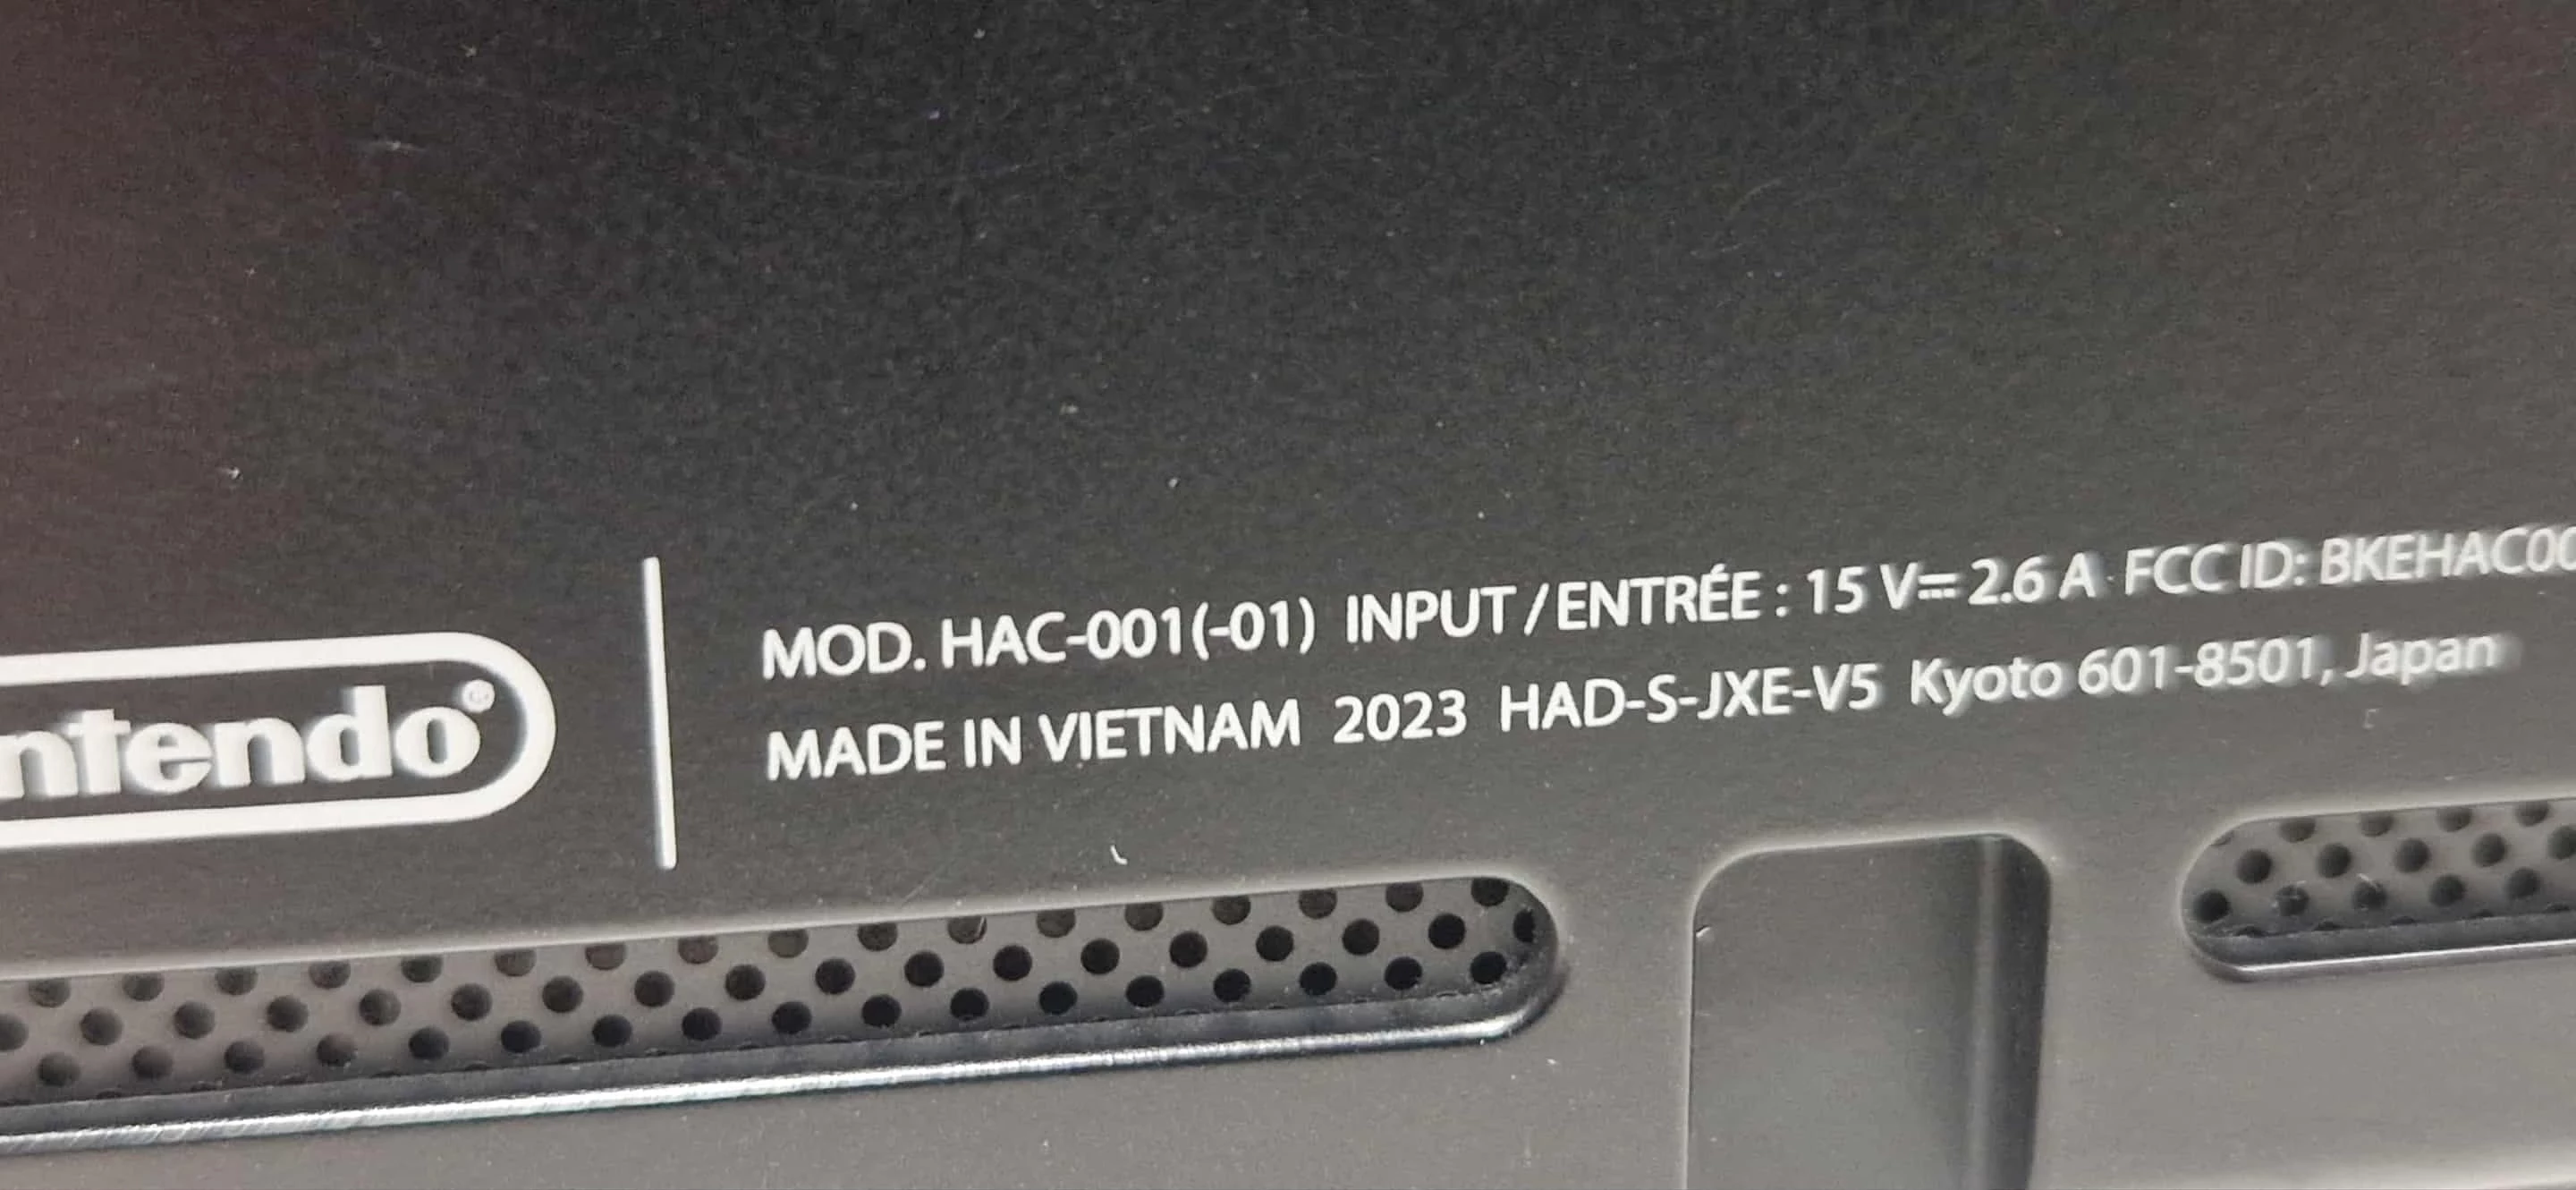 ntendo®
MOD. HAC-001(-01) INPUT/ENTRÉE : 15 V⎓ 2.6 A FCC ID: BKEHAC00
MADE IN VIETNAM 2023 HAD-S-JXE-V5 Kyoto 601-8501, Japan